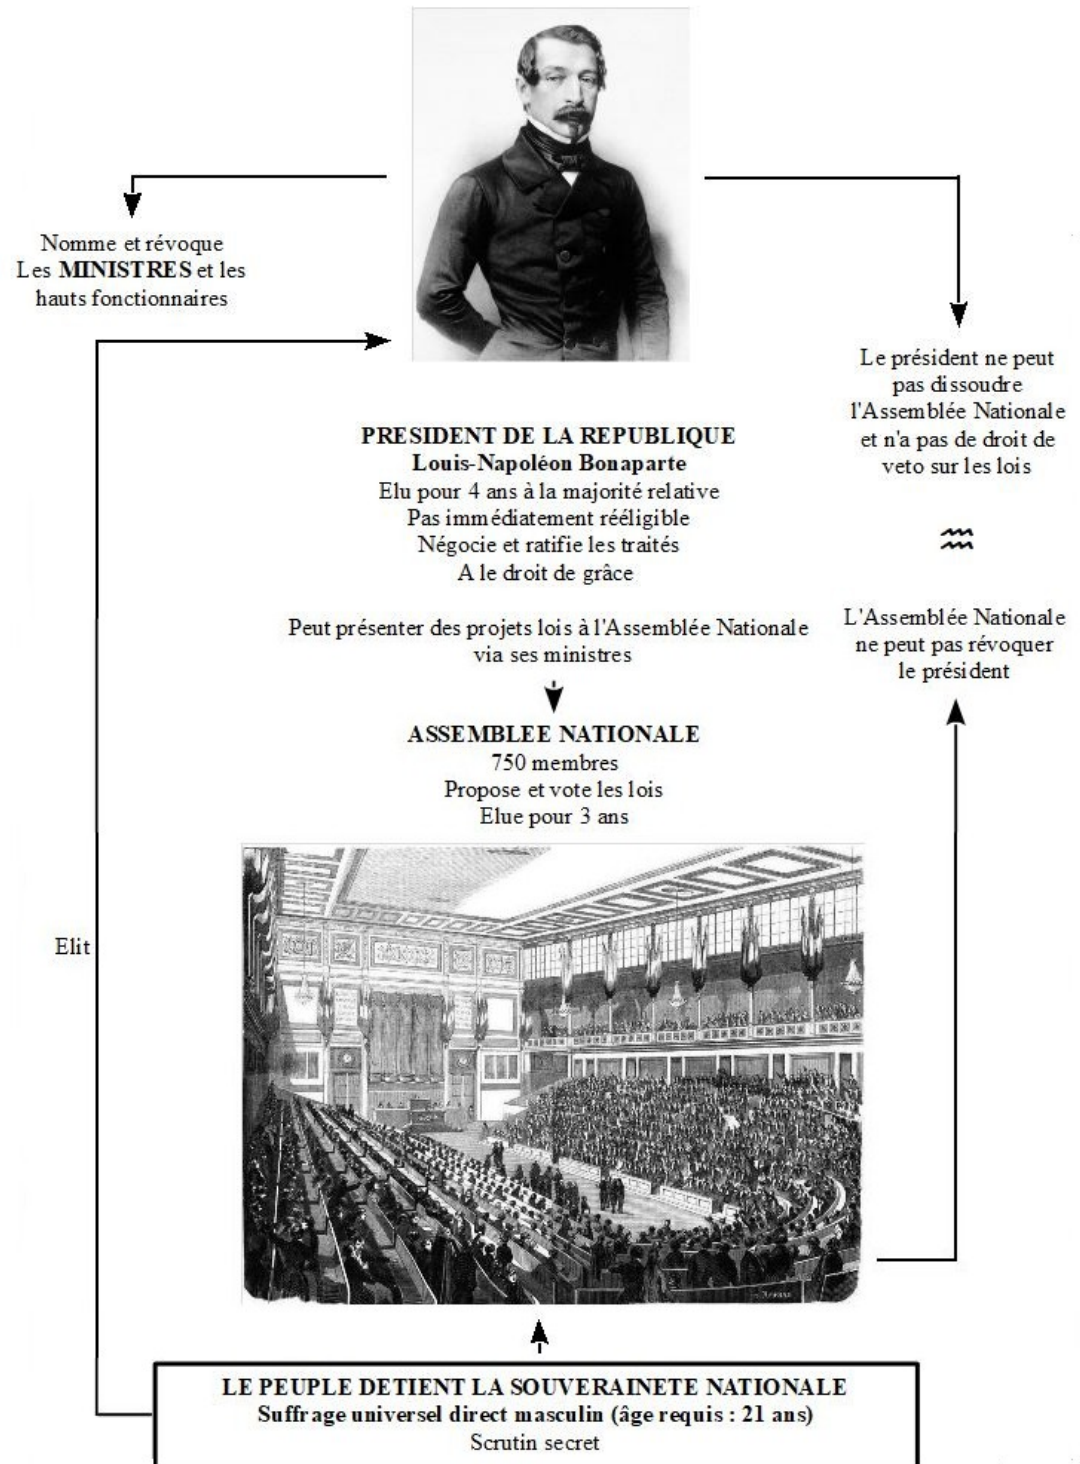 Nomme et révoque
Les MINISTRES et les
hauts fonctionnaires
Le président ne peut
pas dissoudre
l'Assemblée Nationale
et n'a pas de droit de
veto sur les lois
PRESIDENT DE LA REPUBLIQUE
Louis-Napoléon Bonaparte
Elu pour 4 ans à la majorité relative
Pas immédiatement rééligible
Négocie et ratifie les traités
A le droit de grâce
Peut présenter des projets lois à l'Assemblée Nationale
via ses ministres
L'Assemblée Nationale
ne peut pas révoquer
le président
ASSEMBLEE NATIONALE
750 membres
Propose et vote les lois
Elue pour 3 ans
Elit
LE PEUPLE DETIENT LA SOUVERAINETE NATIONALE
Suffrage universel direct masculin (âge requis : 21 ans)
Scrutin secret